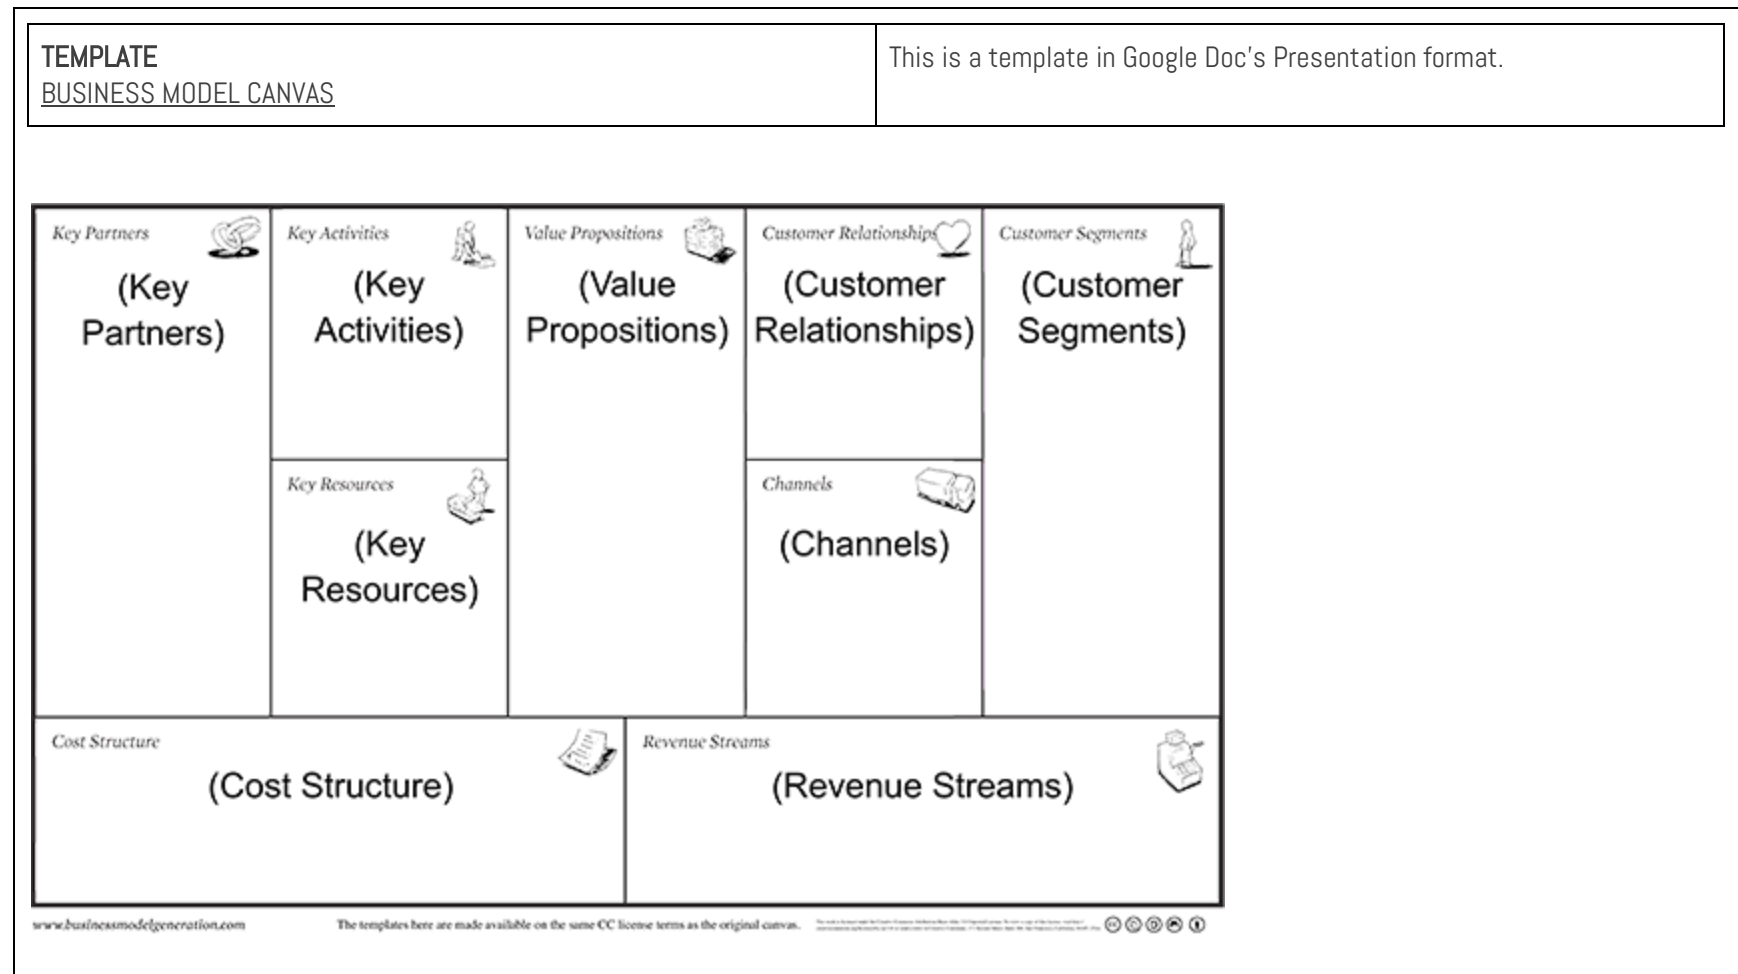 TEMPLATE
BUSINESS MODEL CANVAS
This is a template in Google Doc's Presentation format.
Key Partners
(Key
Partners)
Key Activities
(Key
Activities)
Key Resources
(Key
Resources)
Value Propositions
(Value
Propositions)
Customer Relationships
(Customer
Relationships)
Channels
(Channels)
Customer Segments
(Customer
Segments)
Cost Structure
(Cost Structure)
Revenue Streams
(Revenue Streams)
www.businessmodelgeneration.com
The templates here are made available on the same CC license terms as the original canvas.